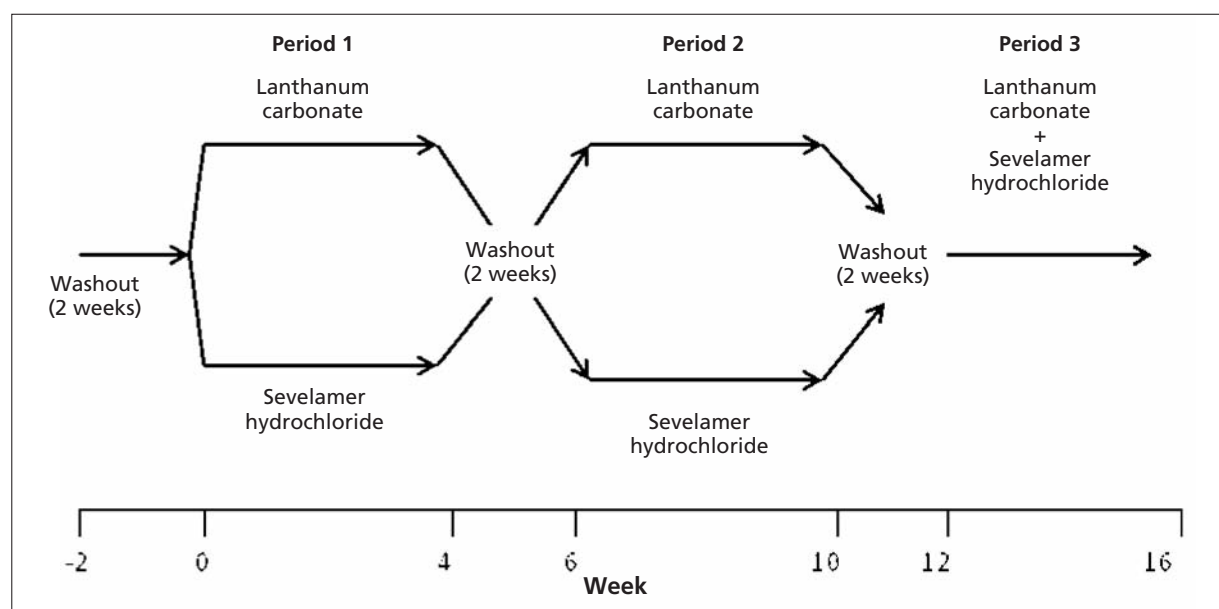 Period 1
Lanthanum
carbonate
Period 2
Lanthanum
carbonate
Period 3
Lanthanum
carbonate
+
Sevelamer
hydrochloride
Washout
(2 weeks)
Washout
(2 weeks)
Washout
(2 weeks)
Sevelamer
hydrochloride
Sevelamer
hydrochloride
-2 0 4 6 10 12 16
Week